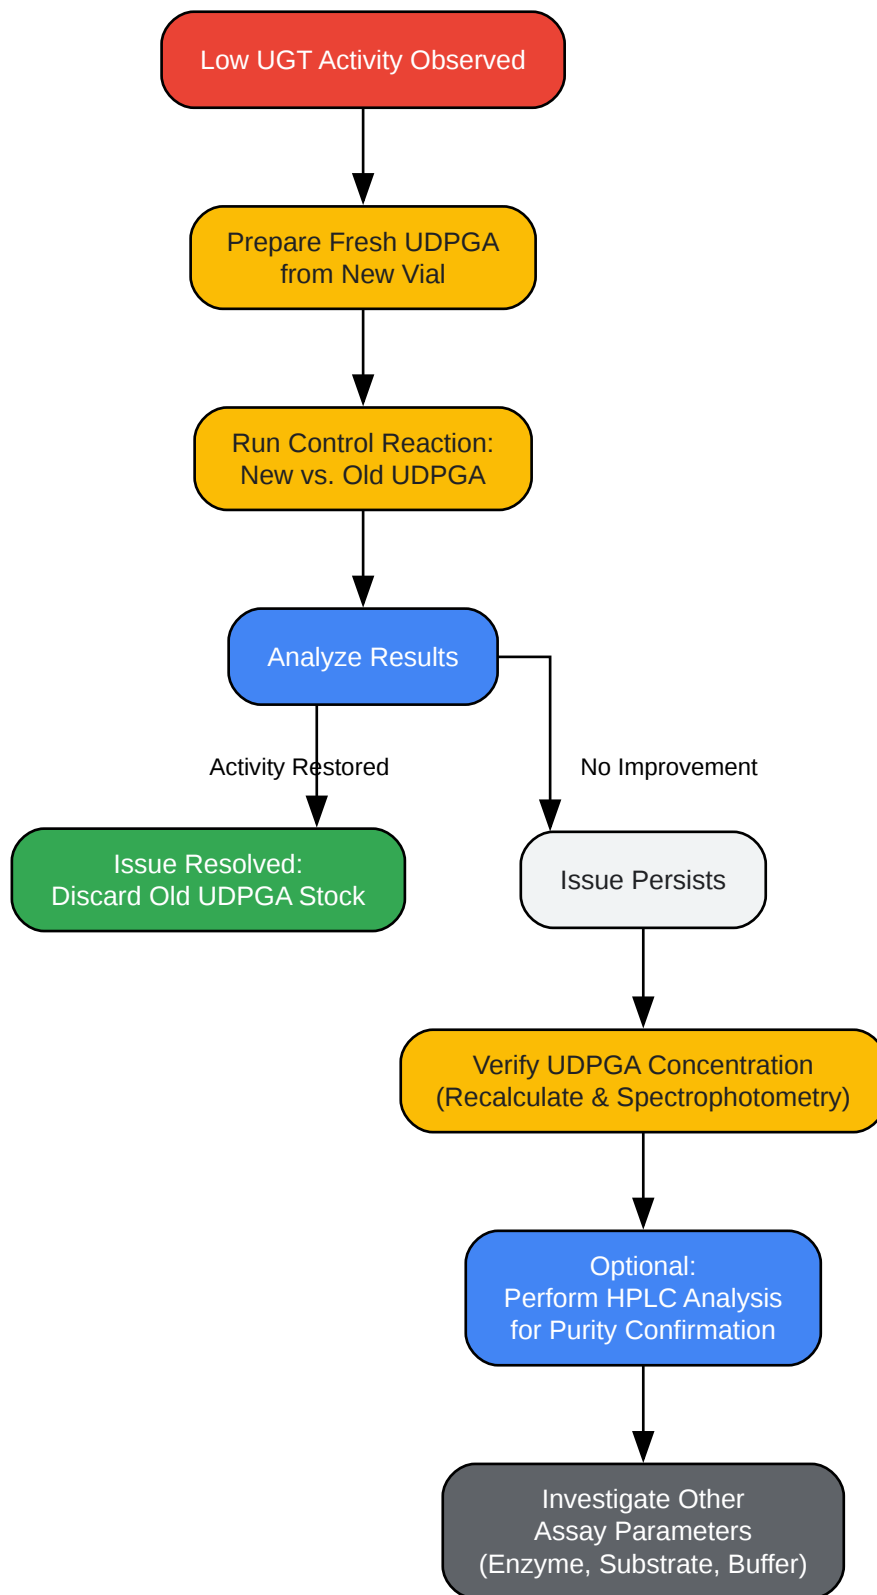 Low UGT Activity Observed
Prepare Fresh UDPGA
from New Vial
Run Control Reaction:
New vs. Old UDPGA
Analyze Results
Activity Restored
No Improvement
Issue Resolved:
Discard Old UDPGA Stock
Issue Persists
Verify UDPGA Concentration
(Recalculate & Spectrophotometry)
Optional:
Perform HPLC Analysis
for Purity Confirmation
Investigate Other
Assay Parameters
(Enzyme, Substrate, Buffer)